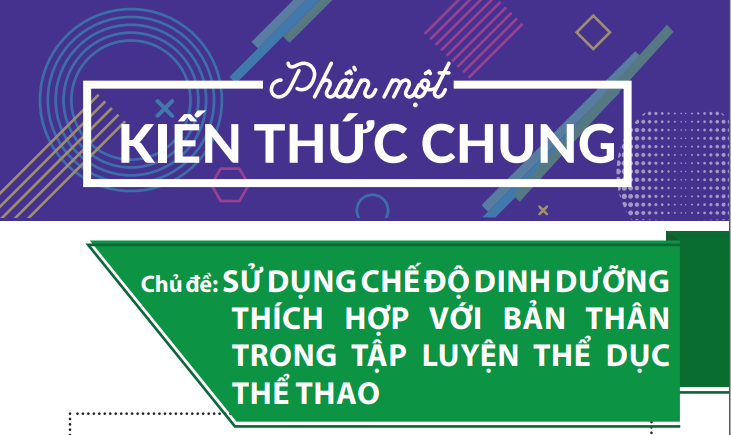 Phần một
KIẾN THỨC CHUNG
Chủ đề: SỬ DỤNG CHẾ ĐỘ DINH DƯỠNG
THÍCH HỢP VỚI BẢN THÂN
TRONG TẬP LUYỆN THỂ DỤC
THỂ THAO